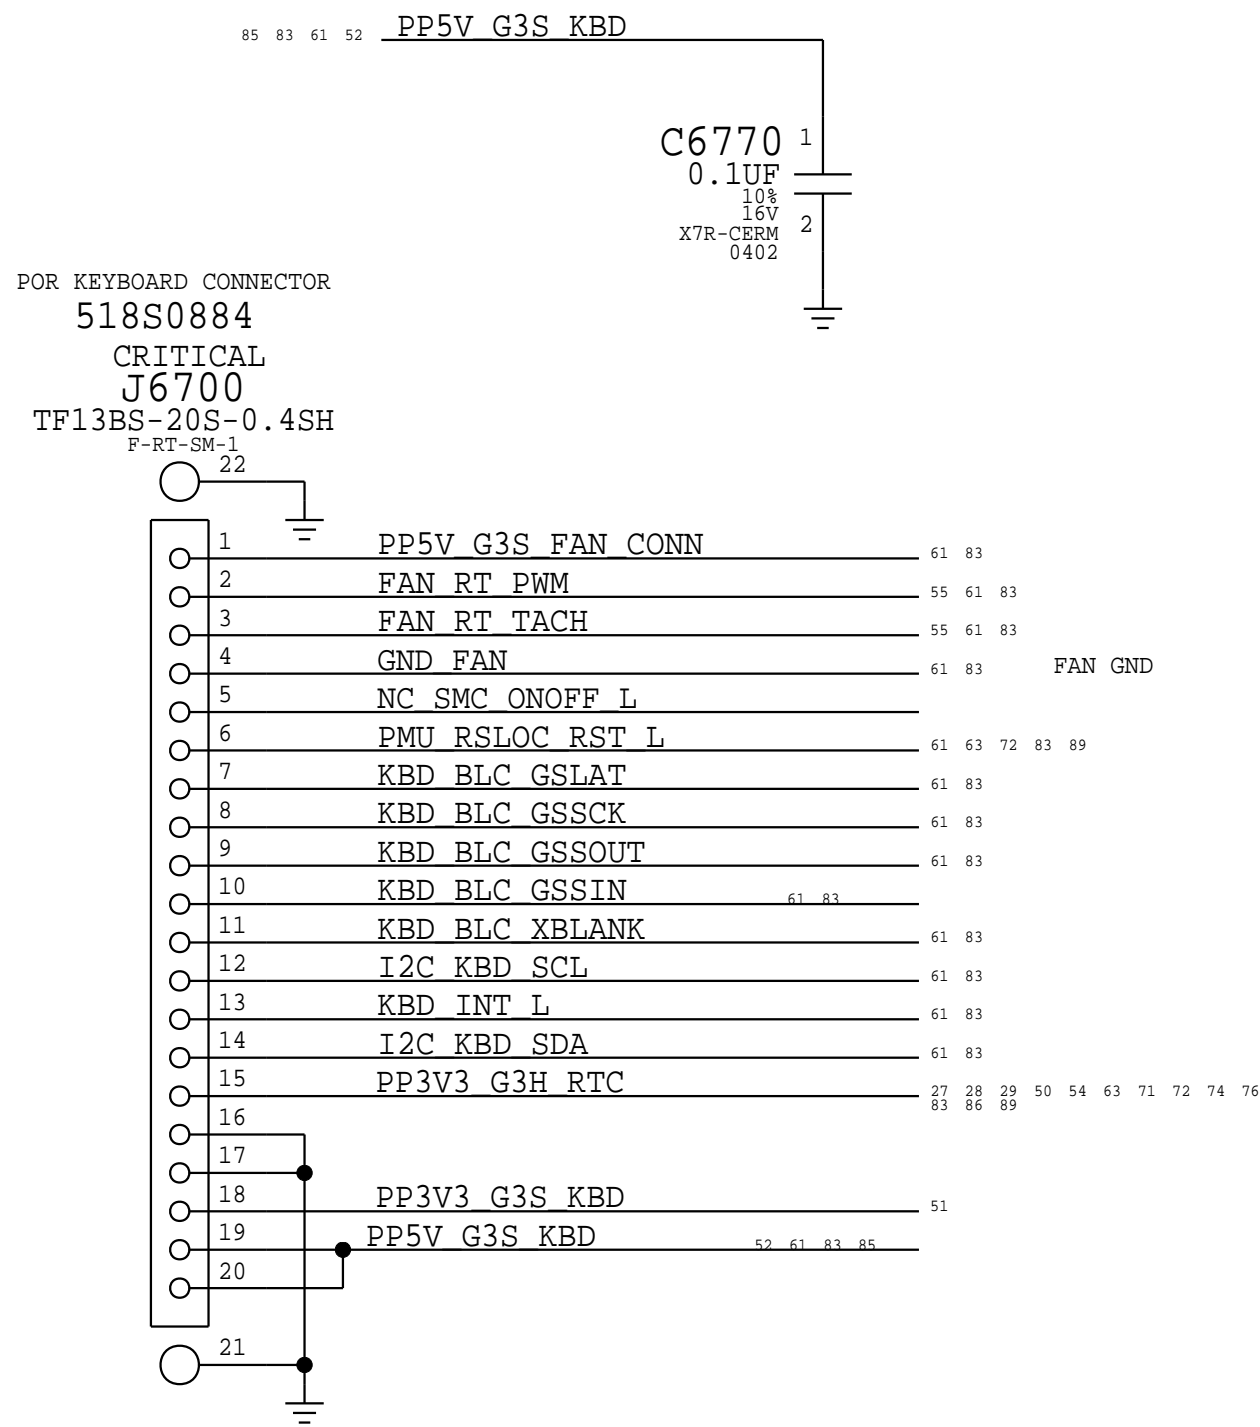 85 83 61 52 PP5V_G3S_KBD
C6770 1
0.1UF
10%
16V
X7R-CERM
0402
2
POR KEYBOARD CONNECTOR
518S0884
CRITICAL
J6700
TF13BS-20S-0.4SH
F-RT-SM-1
22
1 PP5V_G3S_FAN_CONN 61 83
2 FAN_RT_PWM 55 61 83
3 FAN_RT_TACH 55 61 83
4 GND_FAN 61 83 FAN GND
5 NC_SMC_ONOFF_L
6 PMU_RSLOC_RST_L 61 63 72 83 89
7 KBD_BLC_GSLAT 61 83
8 KBD_BLC_GSSCK 61 83
9 KBD_BLC_GSSOUT 61 83
10 KBD_BLC_GSSIN 61 83
11 KBD_BLC_XBLANK 61 83
12 I2C_KBD_SCL 61 83
13 KBD_INT_L 61 83
14 I2C_KBD_SDA 61 83
15 PP3V3_G3H_RTC 27 28 29 50 54 63 71 72 74 76
83 86 89
16
17
18 PP3V3_G3S_KBD 51
19 PP5V_G3S_KBD 52 61 83 85
20
21